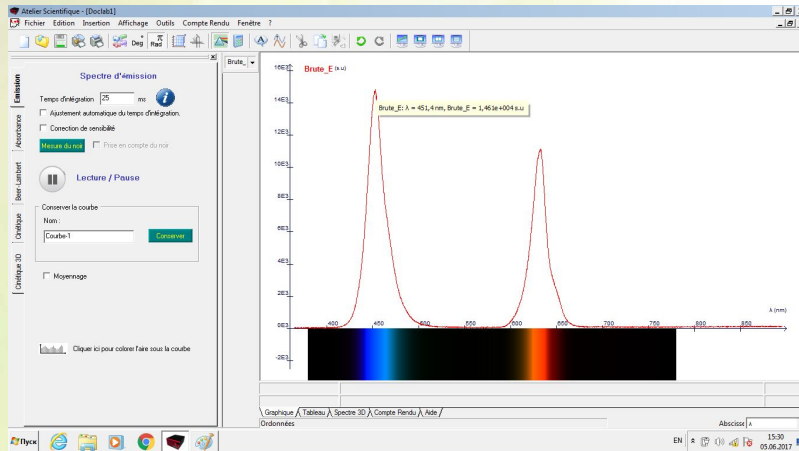 Atelier Scientifique - [Doclab1]
Fichier Edition Insertion Affichage Outils Compte Rendu Fenêtre ?
Deg Rad
Emission
Absorbance
Beer-Lambert
Cinétique
Cinétique 3D
Spectre d'émission
Temps d'intégration 25 ms
Ajustement automatique du temps d'intégration.
Correction de sensibilité
Mesure du noir Prise en compte du noir
Lecture / Pause
Conserver la courbe
Nom :
Courbe-1 Conserver
Moyennage
Cliquer ici pour colorer l'aire sous la courbe
Brute_
16E3 Brute_E (s.u)
14E3
Brute_E: λ = 451,4 nm, Brute_E = 1,461e+004 s.u
12E3
10E3
8E3
6E3
4E3
2E3
λ (nm)
0E3 400 450 500 550 600 650 700 750 800 850
-2E3
Graphique Tableau Spectre 3D Compte Rendu Aide
Ordonnées Abscisse λ
Пуск EN 15:30
05.06.2017